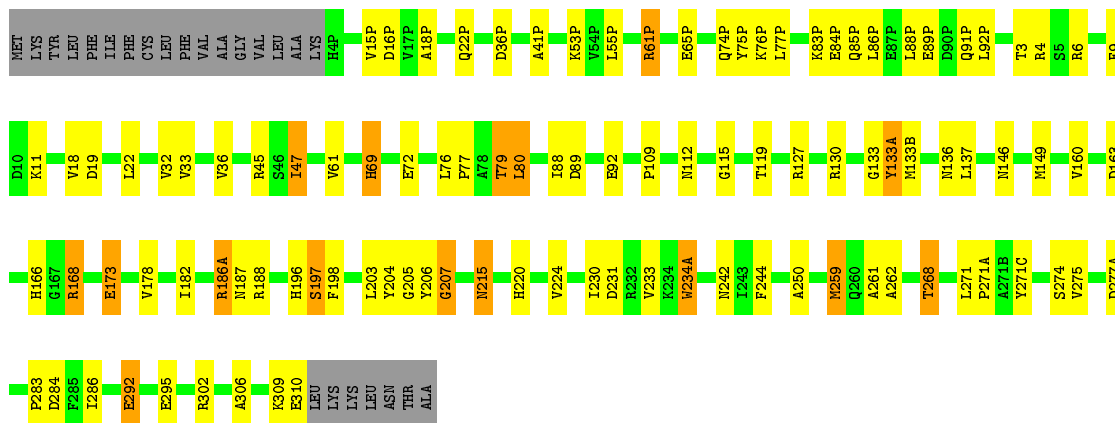 MET LYS TYR LEU PHE ILE PHE CYS LEU PHE VAL ALA GLY VAL LEU ALA LYS H4P V15P D16P V17P A18P Q22P D36P A41P K53P V54P L55P R61P E65P Q74P Y75P K76P L77P K83P E84P Q85P L86P E87P L88P E89P D90P Q91P L92P T3 R4 S5 R6
D10 K11 V18 D19 L22 V32 V33 V36 R45 S46 I47 V61 H69 E72 L76 P77 A78 T79 L80 I88 D89 E92 P109 N112 G115 T119 R127 R130 G133 Y133A M133B N136 L137 N146 M149 V160 D163
H166 G167 R168 E173 V178 I182 R186A N187 R188 H196 S197 F198 L203 Y204 G205 Y206 G207 N215 H220 V224 I230 D231 R232 V233 K234 W234A N242 I243 F244 A250 M259 Q260 A261 A262 T268 L271 P271A A271B Y271C S274 V275
P283 D284 F285 I286 E292 E295 R302 A306 K309 E310 LEU LYS LYS LEU ASN THR ALA